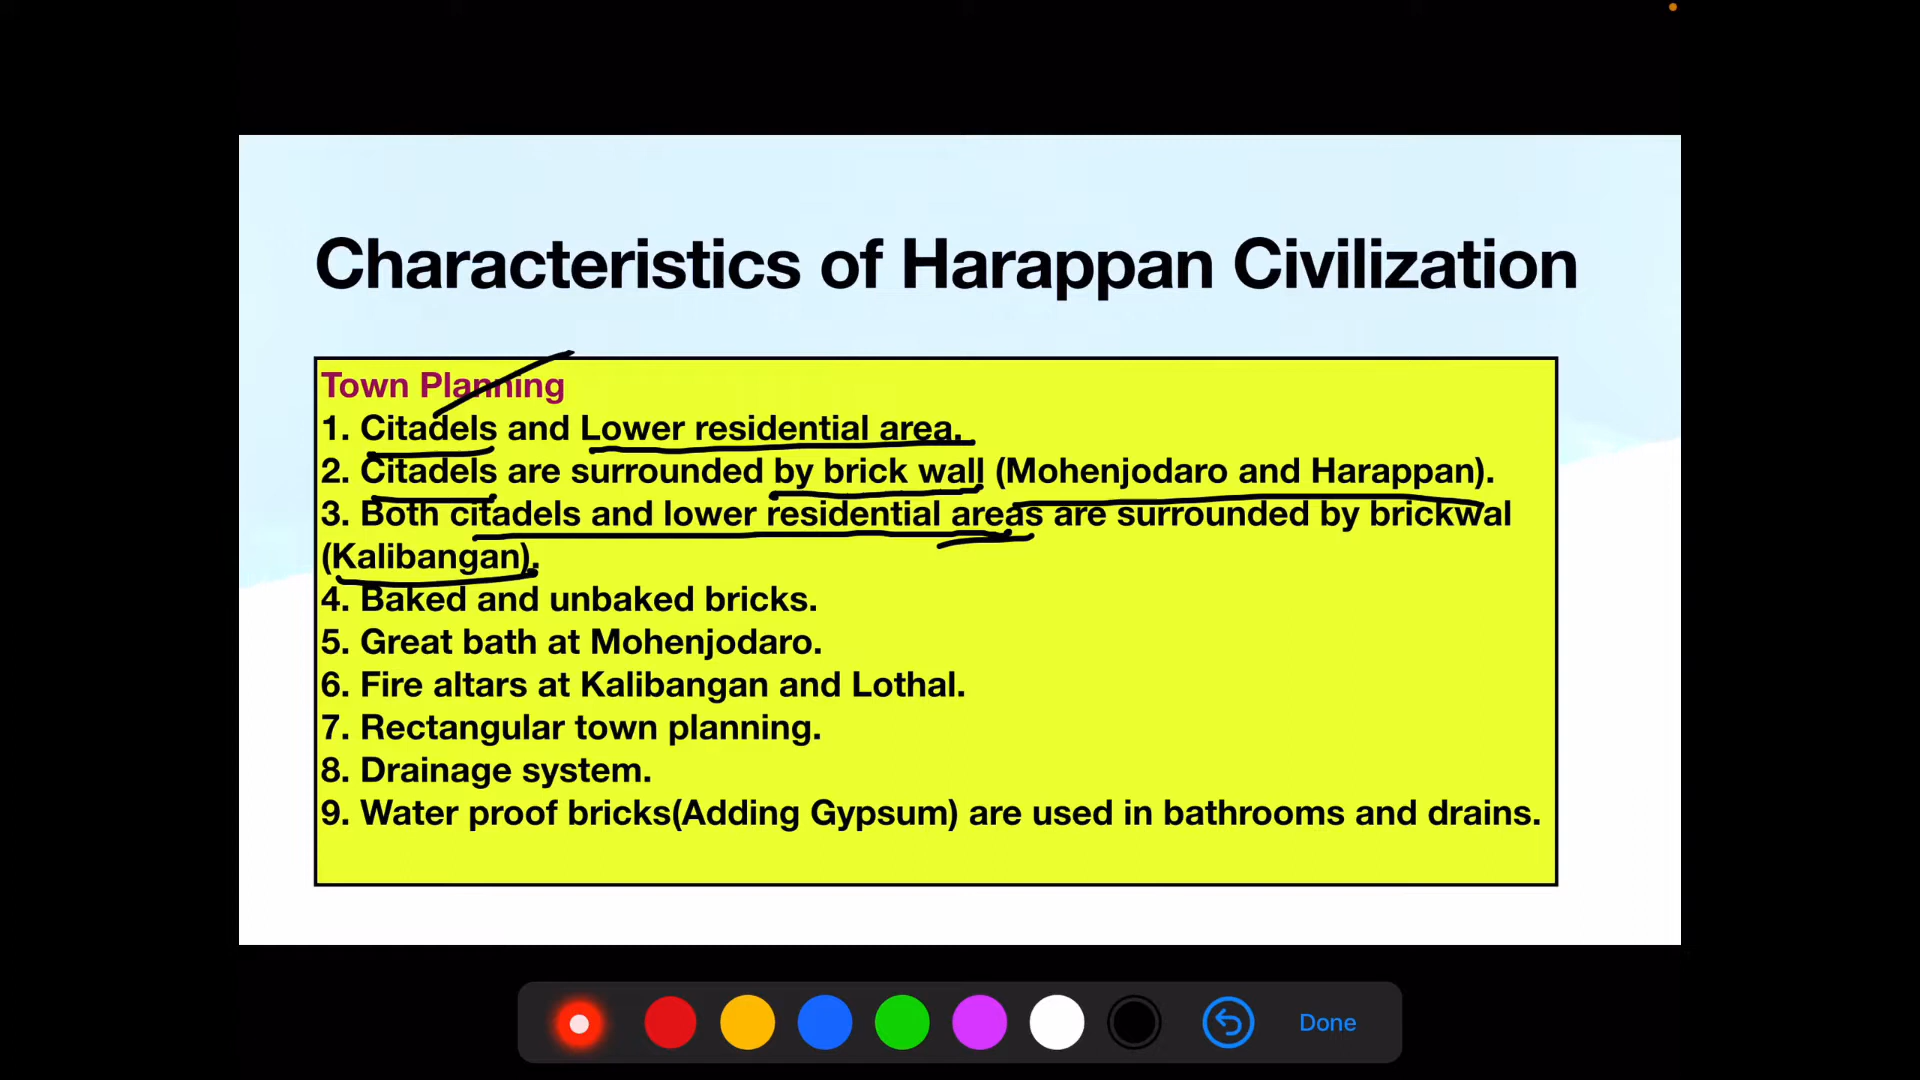 Characteristics of Harappan Civilization
Town Planning
1. Citadels and Lower residential area.
2. Citadels are surrounded by brick wall (Mohenjodaro and Harappan).
3. Both citadels and lower residential areas are surrounded by brickwal
(Kalibangan).
4. Baked and unbaked bricks.
5. Great bath at Mohenjodaro.
6. Fire altars at Kalibangan and Lothal.
7. Rectangular town planning.
8. Drainage system.
9. Water proof bricks(Adding Gypsum) are used in bathrooms and drains.
Done